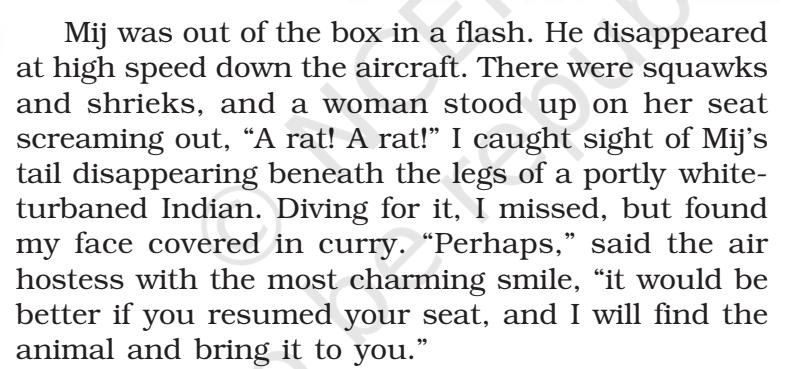 Mij was out of the box in a flash. He disappeared
at high speed down the aircraft. There were squawks
and shrieks, and a woman stood up on her seat
screaming out, “A rat! A rat!” I caught sight of Mij’s
tail disappearing beneath the legs of a portly white-
turbaned Indian. Diving for it, I missed, but found
my face covered in curry. “Perhaps,” said the air
hostess with the most charming smile, “it would be
better if you resumed your seat, and I will find the
animal and bring it to you.”
© NCE
be repub